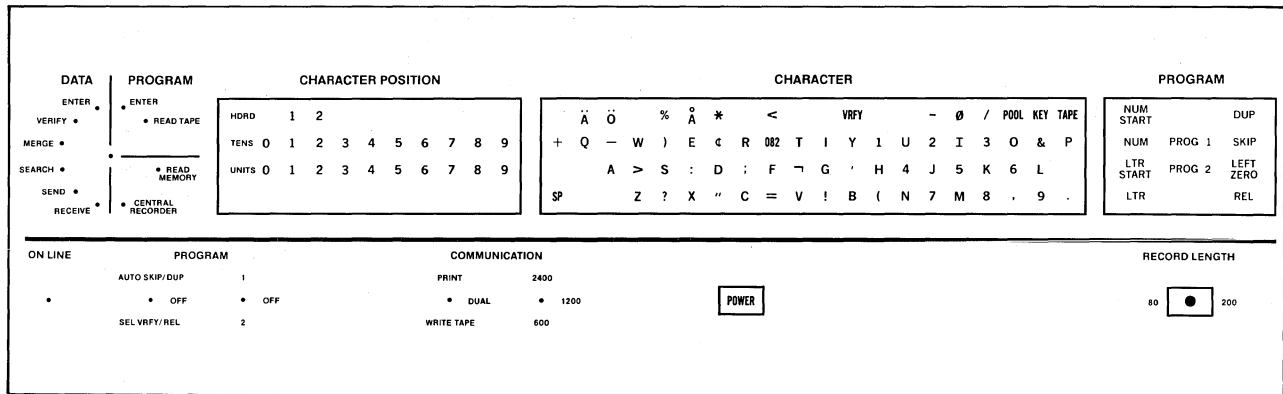 DATA PROGRAM CHARACTER POSITION CHARACTER PROGRAM
ENTER ENTER
VERIFY READ TAPE
MERGE
SEARCH READ MEMORY
SEND
RECEIVE CENTRAL RECORDER
HDRD 1 2
TENS 0 1 2 3 4 5 6 7 8 9
UNITS 0 1 2 3 4 5 6 7 8 9
Ä Ö % Å * < VRFY - Ø / POOL KEY TAPE
+ Q — W ) E ¢ R 082 T | Y 1 U 2 I 3 O & P
A > S : D ; F ¬ G ' H 4 J 5 K 6 L
SP Z ? X " C = V ! B ( N 7 M 8 , 9 .
NUM START DUP
NUM PROG 1 SKIP
LTR START PROG 2 LEFT ZERO
LTR REL
ON LINE PROGRAM COMMUNICATION RECORD LENGTH
AUTO SKIP/DUP 1 PRINT 2400
OFF OFF DUAL 1200 POWER 80 200
SEL VRFY/REL 2 WRITE TAPE 600